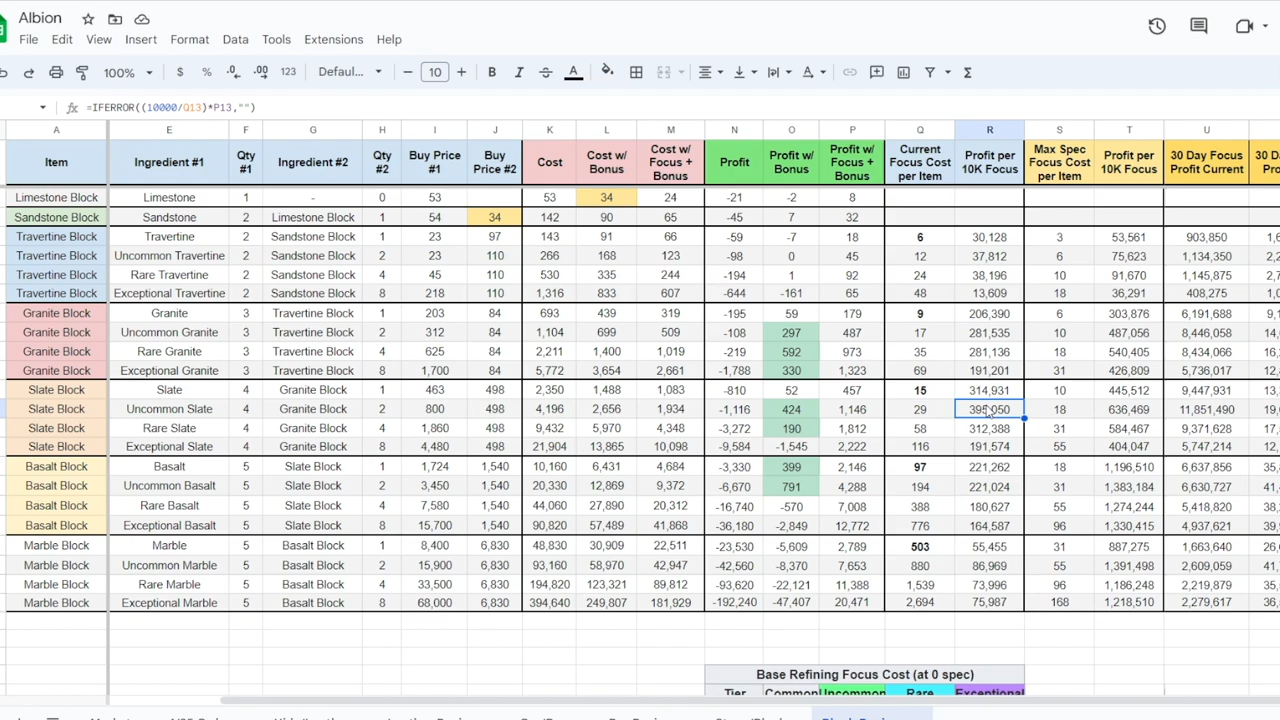 Albion
File Edit View Insert Format Data Tools Extensions Help
100% $ % .0 .00 123 Defaul... − 10 + B I A Σ
fx =IFERROR((10000/Q13)*P13,"")
A E F G H I J K L M N O P Q R S T U
Item Ingredient #1 Qty #1 Ingredient #2 Qty #2 Buy Price #1 Buy Price #2 Cost Cost w/ Bonus Cost w/ Focus + Bonus Profit Profit w/ Bonus Profit w/ Focus + Bonus Current Focus Cost per Item Profit per 10K Focus Max Spec Focus Cost per Item Profit per 10K Focus 30 Day Focus Profit Current
Limestone Block Limestone 1 - 0 53 53 34 24 -21 -2 8
Sandstone Block Sandstone 2 Limestone Block 1 54 34 142 90 65 -45 7 32
Travertine Block Travertine 2 Sandstone Block 1 23 97 143 91 66 -59 -7 18 6 30,128 3 53,561 903,850
Travertine Block Uncommon Travertine 2 Sandstone Block 2 23 110 266 168 123 -98 0 45 12 37,812 6 75,623 1,134,350
Travertine Block Rare Travertine 2 Sandstone Block 4 45 110 530 335 244 -194 1 92 24 38,196 10 91,670 1,145,875
Travertine Block Exceptional Travertine 2 Sandstone Block 8 218 110 1,316 833 607 -644 -161 65 48 13,609 18 36,291 408,275
Granite Block Granite 3 Travertine Block 1 203 84 693 439 319 -195 59 179 9 206,390 6 303,876 6,191,688
Granite Block Uncommon Granite 3 Travertine Block 2 312 84 1,104 699 509 -108 297 487 17 281,535 10 487,056 8,446,058
Granite Block Rare Granite 3 Travertine Block 4 625 84 2,211 1,400 1,019 -219 592 973 35 281,136 18 540,405 8,434,066
Granite Block Exceptional Granite 3 Travertine Block 8 1,700 84 5,772 3,654 2,661 -1,788 330 1,323 69 191,201 31 426,809 5,736,017
Slate Block Slate 4 Granite Block 1 463 498 2,350 1,488 1,083 -810 52 457 15 314,931 10 445,512 9,447,931
Slate Block Uncommon Slate 4 Granite Block 2 800 498 4,196 2,656 1,934 -1,116 424 1,146 29 395,050 18 636,469 11,851,490
Slate Block Rare Slate 4 Granite Block 4 1,860 498 9,432 5,970 4,348 -3,272 190 1,812 58 312,388 31 584,467 9,371,628
Slate Block Exceptional Slate 4 Granite Block 8 4,480 498 21,904 13,865 10,098 -9,584 -1,545 2,222 116 191,574 55 404,047 5,747,214
Basalt Block Basalt 5 Slate Block 1 1,724 1,540 10,160 6,431 4,684 -3,330 399 2,146 97 221,262 18 1,196,510 6,637,856
Basalt Block Uncommon Basalt 5 Slate Block 2 3,450 1,540 20,330 12,869 9,372 -6,670 791 4,288 194 221,024 31 1,383,184 6,630,727
Basalt Block Rare Basalt 5 Slate Block 4 7,580 1,540 44,060 27,890 20,312 -16,740 -570 7,008 388 180,627 55 1,274,244 5,418,820
Basalt Block Exceptional Basalt 5 Slate Block 8 15,700 1,540 90,820 57,489 41,868 -36,180 -2,849 12,772 776 164,587 96 1,330,415 4,937,621
Marble Block Marble 5 Basalt Block 1 8,400 6,830 48,830 30,909 22,511 -23,530 -5,609 2,789 503 55,455 31 887,275 1,663,640
Marble Block Uncommon Marble 5 Basalt Block 2 15,900 6,830 93,160 58,970 42,947 -42,560 -8,370 7,653 880 86,969 55 1,391,498 2,609,059
Marble Block Rare Marble 5 Basalt Block 4 33,500 6,830 194,820 123,321 89,812 -93,620 -22,121 11,388 1,539 73,996 96 1,186,248 2,219,879
Marble Block Exceptional Marble 5 Basalt Block 8 68,000 6,830 394,640 249,807 181,929 -192,240 -47,407 20,471 2,694 75,987 168 1,218,510 2,279,617
Base Refining Focus Cost (at 0 spec)
Tier Common Uncommon Rare Exceptional